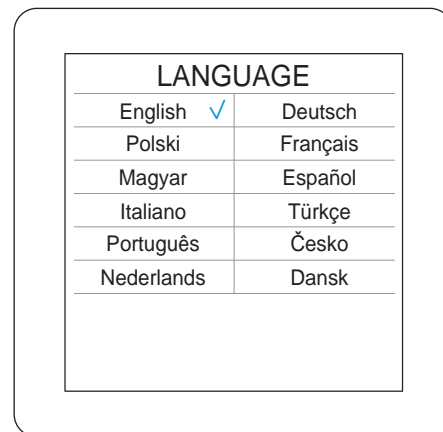 LANGUAGE
English ✓ Deutsch
Polski Français
Magyar Español
Italiano Türkçe
Português Česko
Nederlands Dansk